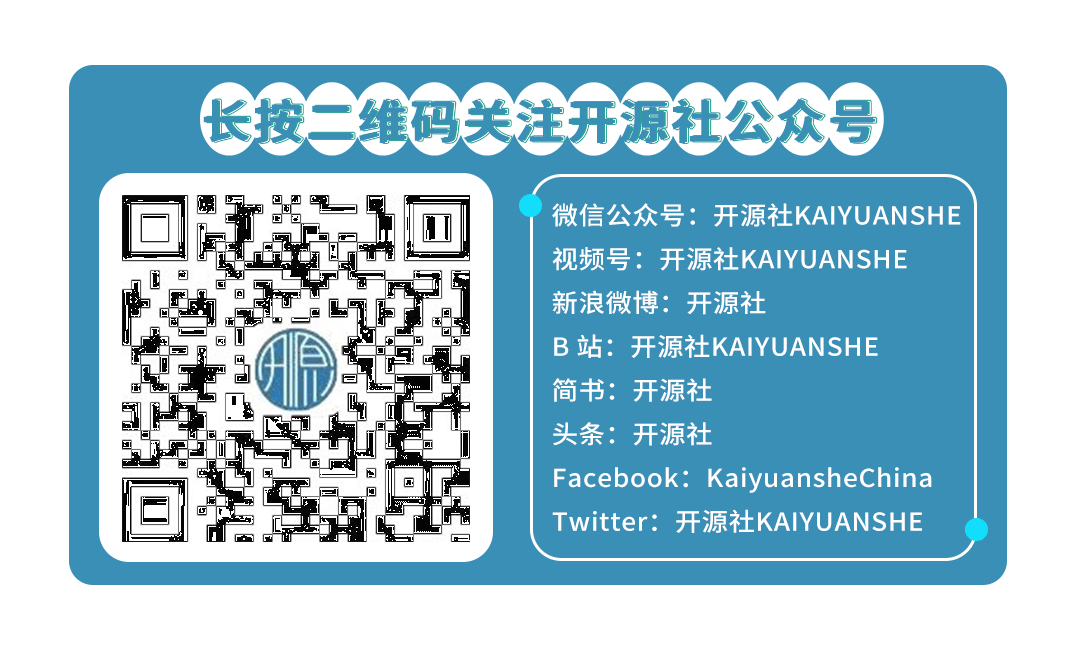 长按二维码关注开源社公众号
微信公众号：开源社KAIYUANSHE
视频号：开源社KAIYUANSHE
新浪微博：开源社
B 站：开源社KAIYUANSHE
简书：开源社
头条：开源社
Facebook：KaiyuansheChina
Twitter：开源社KAIYUANSHE
开源